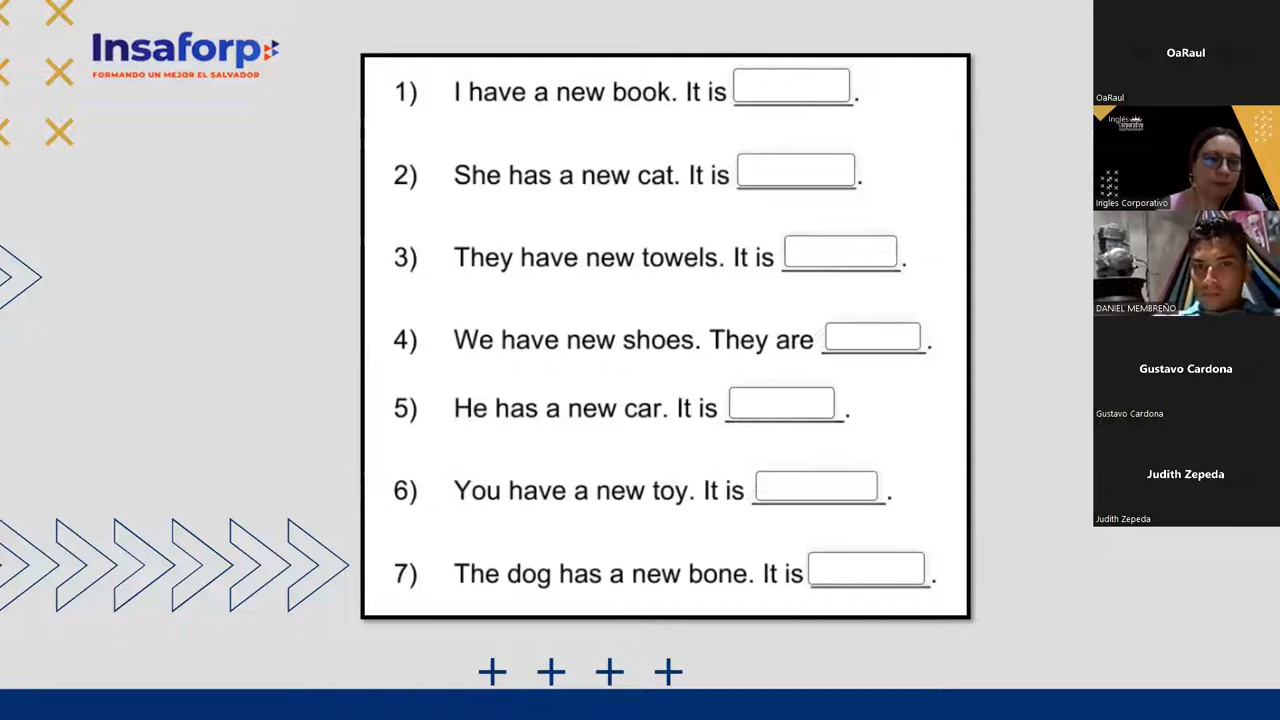 Insaforp
FORMANDO UN MEJOR EL SALVADOR
1) I have a new book. It is .
2) She has a new cat. It is .
3) They have new towels. It is .
4) We have new shoes. They are .
5) He has a new car. It is .
6) You have a new toy. It is .
7) The dog has a new bone. It is .
OaRaul
OaRaul
Inglés
Corporativo
Ingles Corporativo
DANIEL MEMBREÑO
Gustavo Cardona
Gustavo Cardona
Judith Zepeda
Judith Zepeda